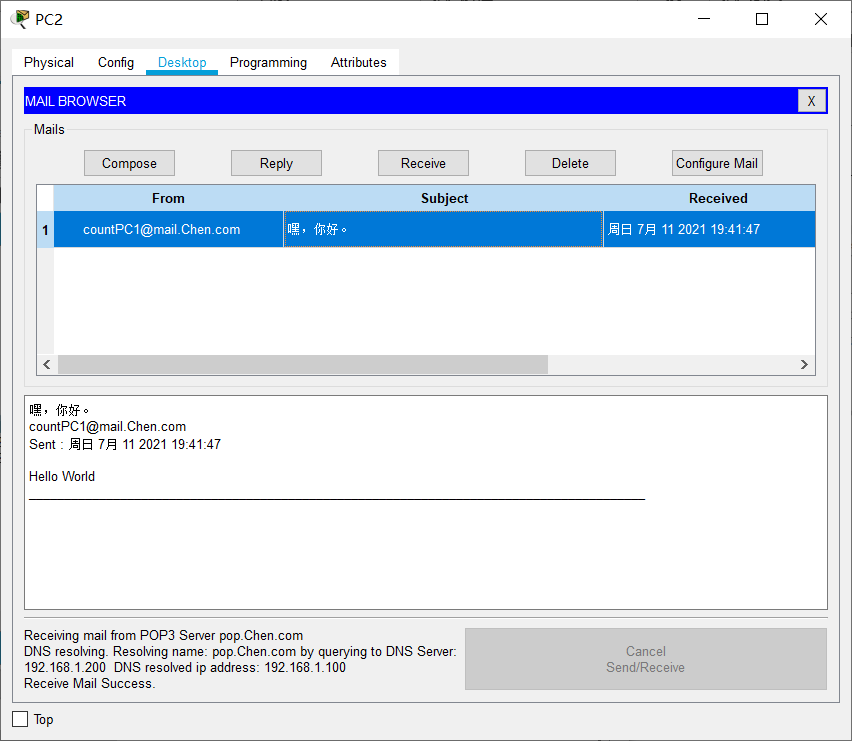 PC2
Physical Config Desktop Programming Attributes
MAIL BROWSER X
Mails
Compose Reply Receive Delete Configure Mail
From Subject Received
1 countPC1@mail.Chen.com 嘿，你好。 周日 7月 11 2021 19:41:47
嘿，你好。
countPC1@mail.Chen.com
Sent : 周日 7月 11 2021 19:41:47
Hello World
Receiving mail from POP3 Server pop.Chen.com
DNS resolving. Resolving name: pop.Chen.com by querying to DNS Server:
192.168.1.200 DNS resolved ip address: 192.168.1.100
Receive Mail Success.
Cancel
Send/Receive
Top